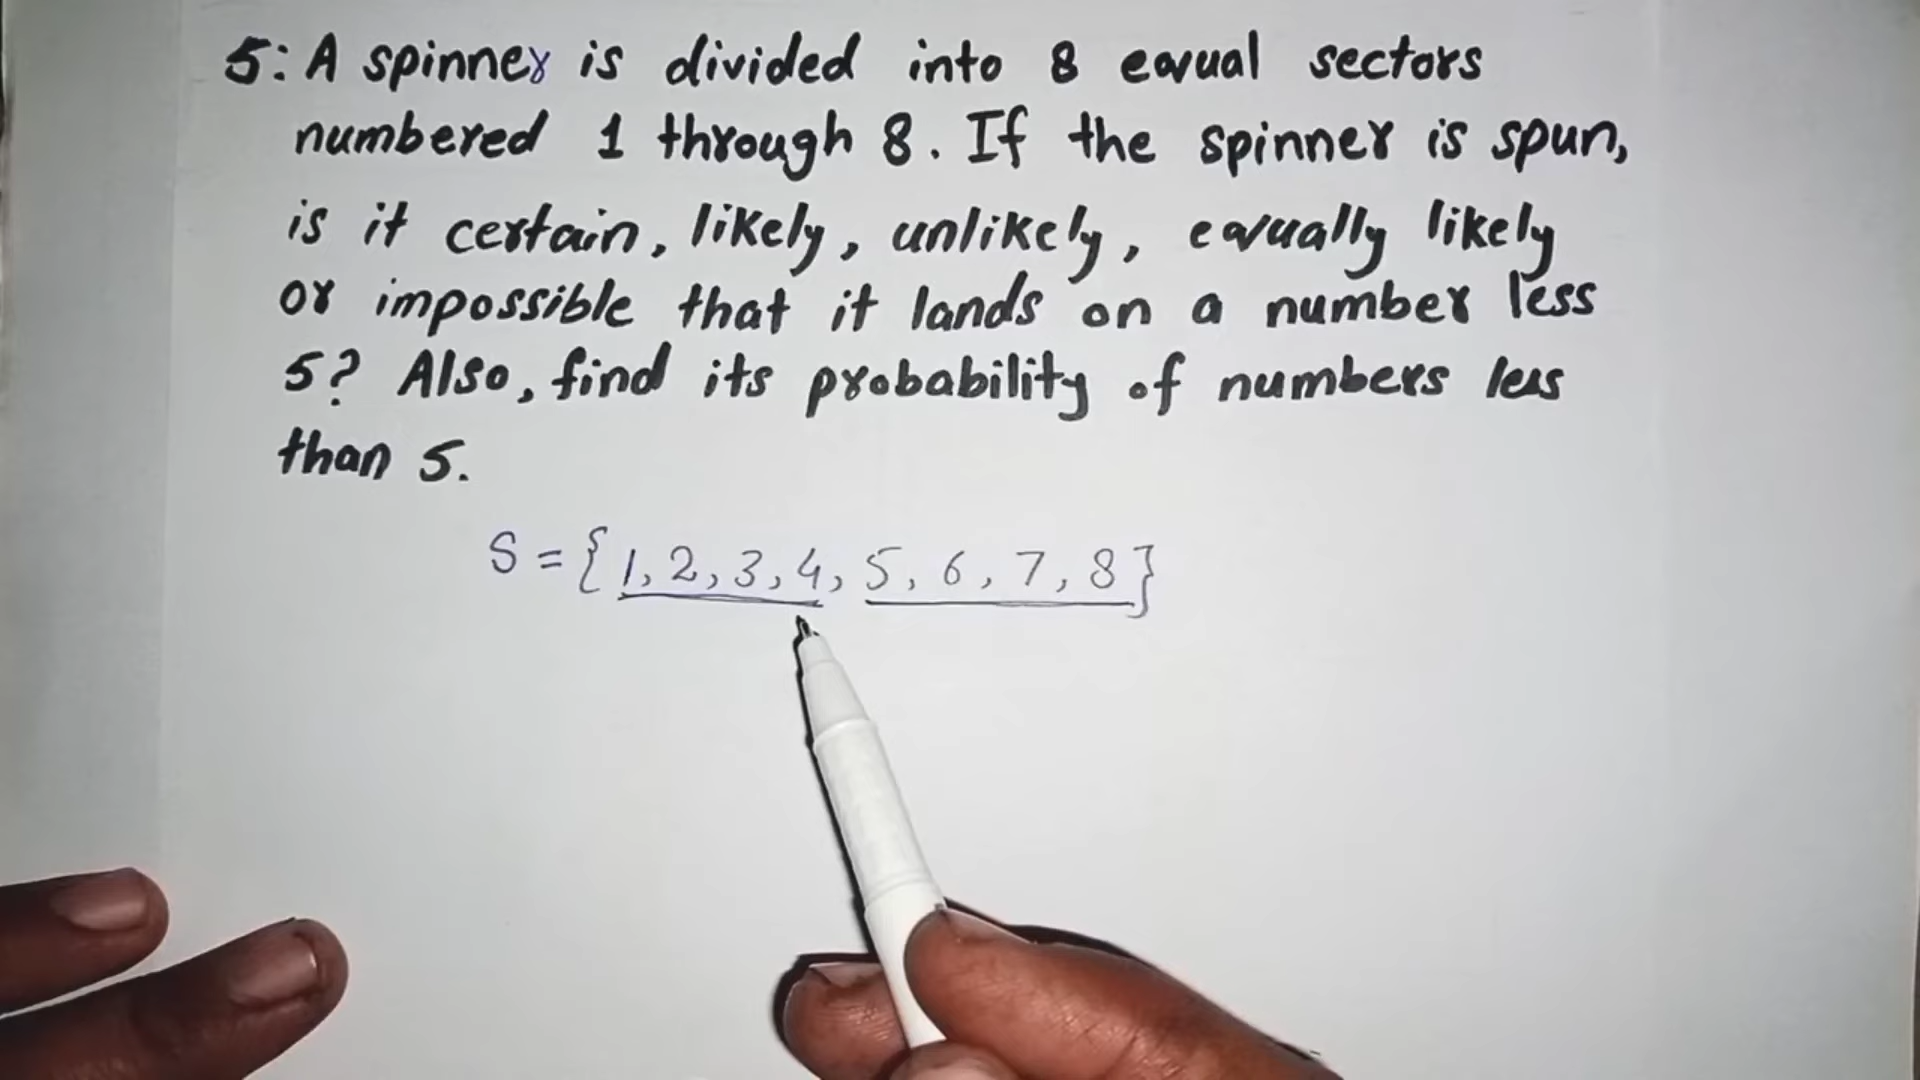 5: A spinner is divided into 8 equal sectors
numbered 1 through 8. If the spinner is spun,
is it certain, likely, unlikely, equally likely
or impossible that it lands on a number less
5? Also, find its probability of numbers less
than 5.
S = {1, 2, 3, 4, 5, 6, 7, 8}